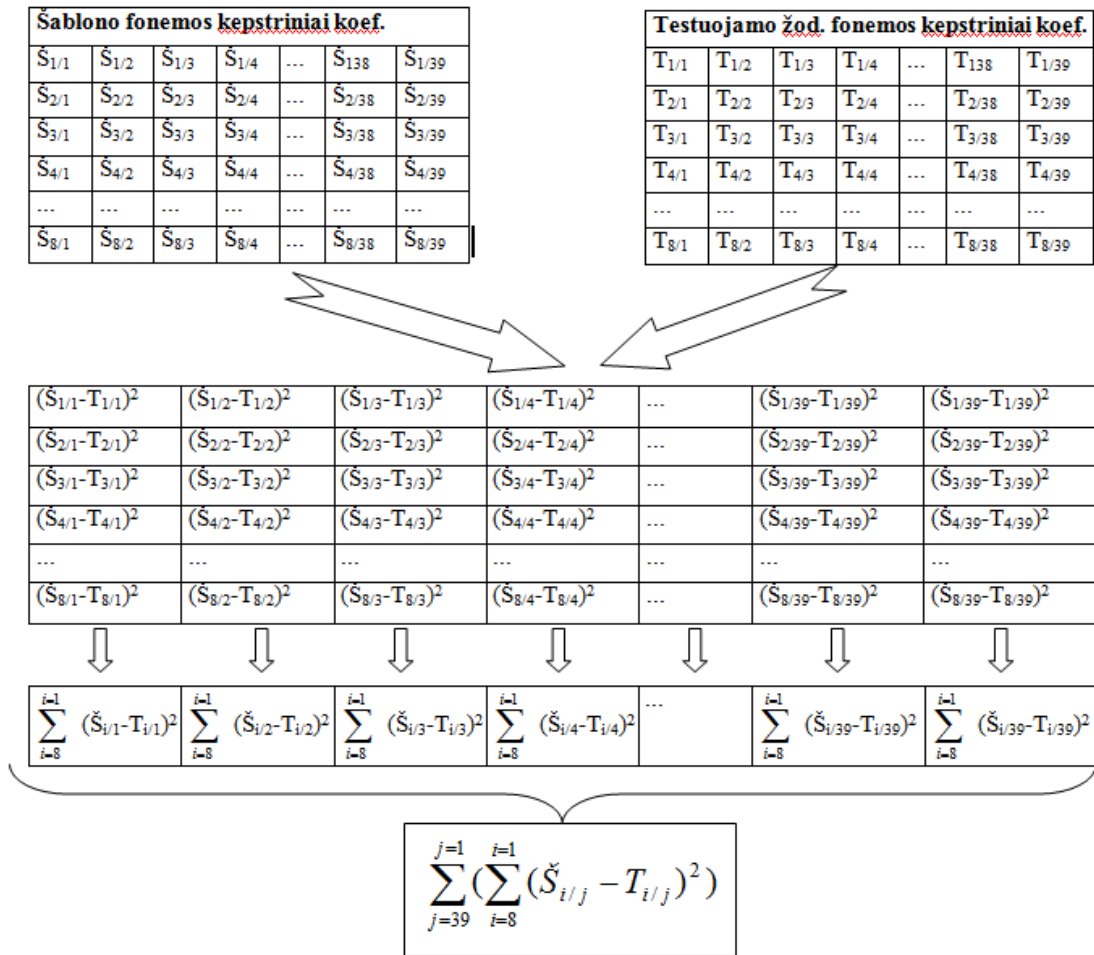 Šablono fonemos kepstriniai koef.
Š1/1 Š1/2 Š1/3 Š1/4 ... Š138 Š1/39
Š2/1 Š2/2 Š2/3 Š2/4 ... Š2/38 Š2/39
Š3/1 Š3/2 Š3/3 Š3/4 ... Š3/38 Š3/39
Š4/1 Š4/2 Š4/3 Š4/4 ... Š4/38 Š4/39
... ... ... ... ... ... ...
Š8/1 Š8/2 Š8/3 Š8/4 ... Š8/38 Š8/39
Testuojamo žod. fonemos kepstriniai koef.
T1/1 T1/2 T1/3 T1/4 ... T138 T1/39
T2/1 T2/2 T2/3 T2/4 ... T2/38 T2/39
T3/1 T3/2 T3/3 T3/4 ... T3/38 T3/39
T4/1 T4/2 T4/3 T4/4 ... T4/38 T4/39
... ... ... ... ... ... ...
T8/1 T8/2 T8/3 T8/4 ... T8/38 T8/39
(Š1/1-T1/1)² (Š1/2-T1/2)² (Š1/3-T1/3)² (Š1/4-T1/4)² ... (Š1/39-T1/39)² (Š1/39-T1/39)²
(Š2/1-T2/1)² (Š2/2-T2/2)² (Š2/3-T2/3)² (Š2/4-T2/4)² ... (Š2/39-T2/39)² (Š2/39-T2/39)²
(Š3/1-T3/1)² (Š3/2-T3/2)² (Š3/3-T3/3)² (Š3/4-T3/4)² ... (Š3/39-T3/39)² (Š3/39-T3/39)²
(Š4/1-T4/1)² (Š4/2-T4/2)² (Š4/3-T4/3)² (Š4/4-T4/4)² ... (Š4/39-T4/39)² (Š4/39-T4/39)²
... ... ... ... ... ... ...
(Š8/1-T8/1)² (Š8/2-T8/2)² (Š8/3-T8/3)² (Š8/4-T8/4)² ... (Š8/39-T8/39)² (Š8/39-T8/39)²
i=1 i=1 i=1 i=1 i=1 i=1
∑ (Ši/1-Ti/1)² ∑ (Ši/2-Ti/2)² ∑ (Ši/3-Ti/3)² ∑ (Ši/4-Ti/4)² ... ∑ (Ši/39-Ti/39)² ∑ (Ši/39-Ti/39)²
i=8 i=8 i=8 i=8 i=8 i=8
j=1 i=1
∑(∑(Ši/j − Ti/j)²)
j=39 i=8